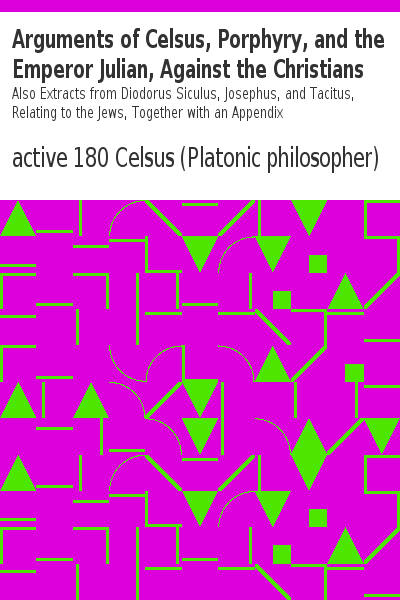 Arguments of Celsus, Porphyry, and the
Emperor Julian, Against the Christians
Also Extracts from Diodorus Siculus, Josephus, and Tacitus,
Relating to the Jews, Together with an Appendix
active 180 Celsus (Platonic philosopher)